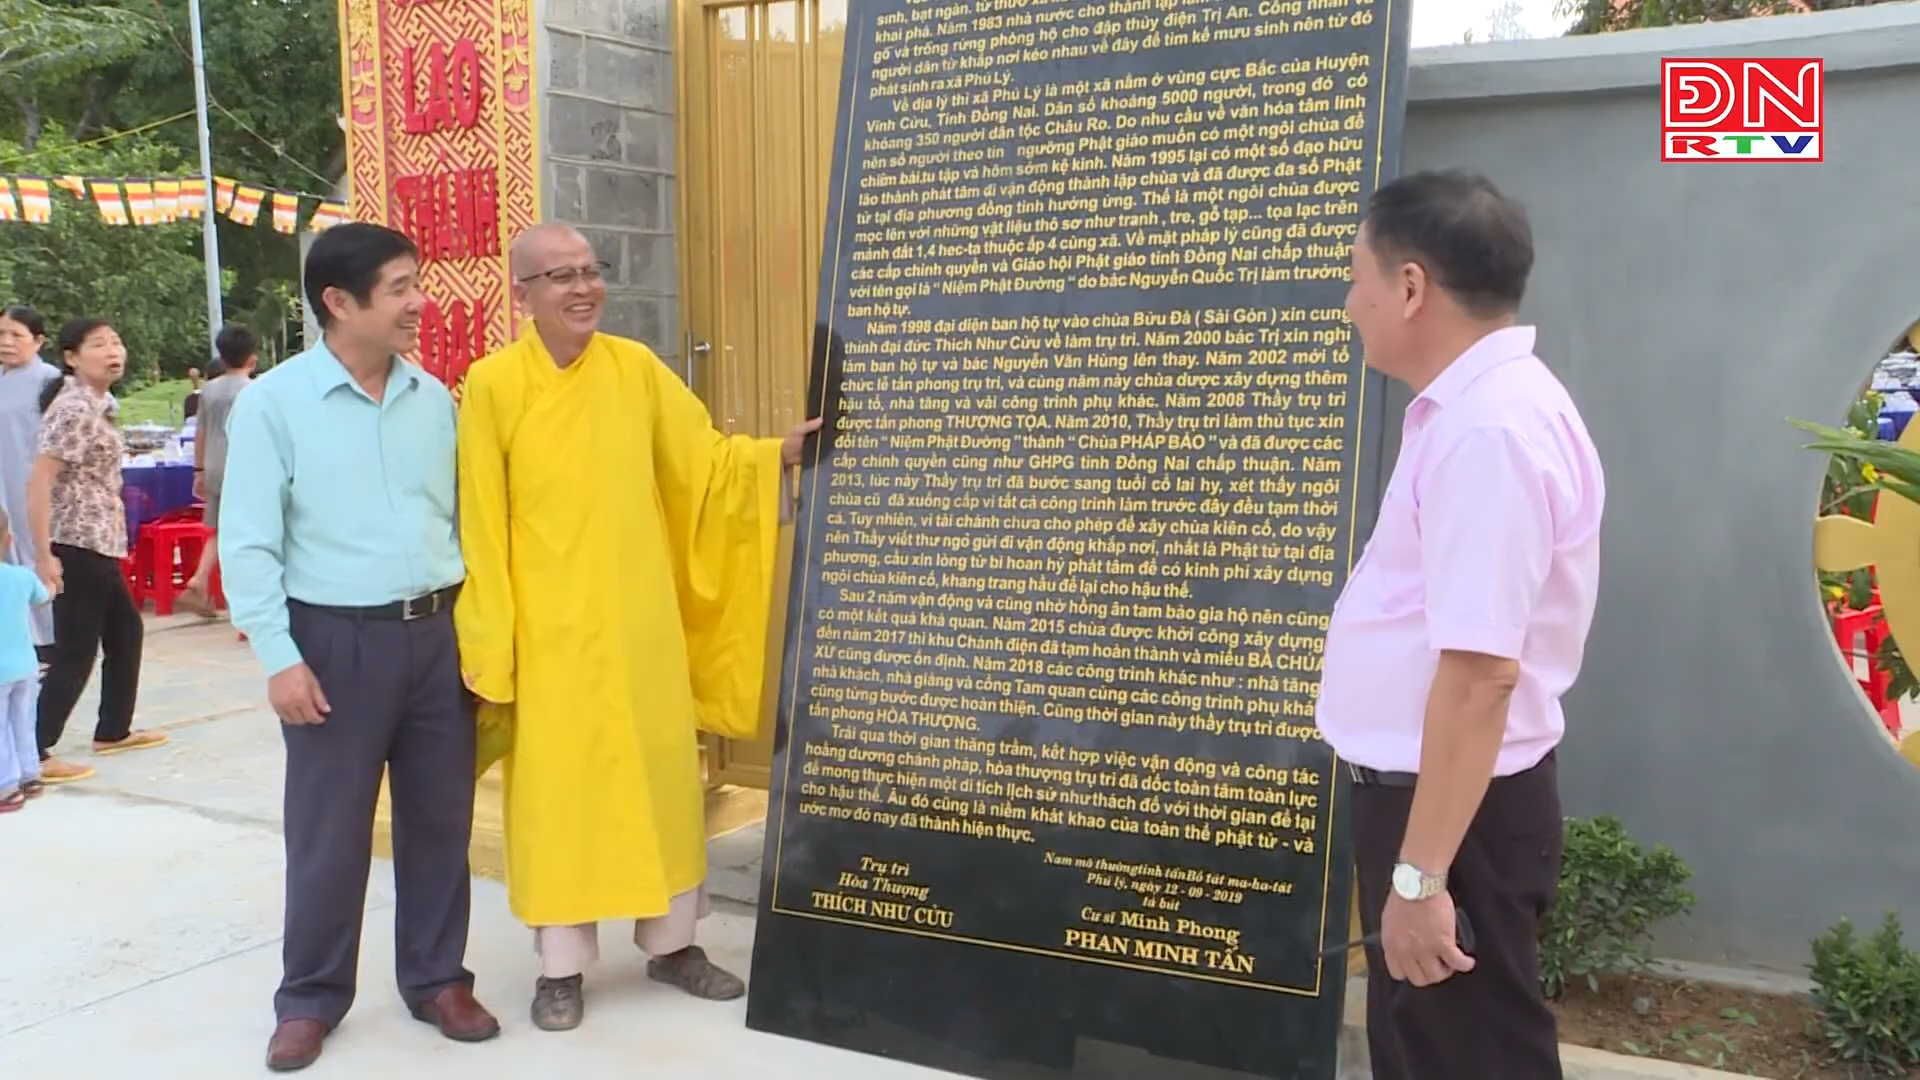 ĐN
RTV
LAO
THÀNH
ĐẠI
sinh, bạt ngàn. từ thuở xa
khai phá. Năm 1983 nhà nước cho thành lập lâm
gỗ và trồng rừng phòng hộ cho đập thủy điện Trị An. Công nhân và
người dân từ khắp nơi kéo nhau về đây để tìm kế mưu sinh nên từ đó
phát sinh ra xã Phú Lý.
Về địa lý thì xã Phú Lý là một xã nằm ở vùng cực Bắc của Huyện
Vĩnh Cửu, Tỉnh Đồng Nai. Dân số khoảng 5000 người, trong đó có
khỏang 350 người dân tộc Châu Ro. Do nhu cầu về văn hóa tâm linh
nên số người theo tín ngưỡng Phật giáo muốn có một ngôi chùa để
chiêm bái.tu tập và hôm sớm kệ kinh. Năm 1995 lại có một số đạo hữu
lão thành phát tâm đi vận động thành lập chùa và đã được đa số Phật
tử tại địa phương đồng tình hưởng ứng. Thế là một ngôi chùa được
mọc lên với những vật liệu thô sơ như tranh , tre, gỗ tạp... tọa lạc trên
mảnh đất 1,4 hec-ta thuộc ấp 4 cùng xã. Về mặt pháp lý cũng đã được
các cấp chính quyền và Giáo hội Phật giáo tỉnh Đồng Nai chấp thuận
với tên gọi là “ Niệm Phật Đường “ do bác Nguyễn Quốc Trị làm trưởng
ban hộ tự.
Năm 1998 đại diện ban hộ tự vào chùa Bửu Đà ( Sài Gòn ) xin cung
thỉnh đại đức Thích Như Cửu về làm trụ trì. Năm 2000 bác Trị xin nghỉ
làm ban hộ tự và bác Nguyễn Văn Hùng lên thay. Năm 2002 mới tổ
chức lễ tấn phong trụ trì, và cùng năm này chùa được xây dựng thêm
hậu tổ, nhà tăng và vài công trình phụ khác. Năm 2008 Thầy trụ trì
được tấn phong THƯỢNG TỌA. Năm 2010, Thầy trụ trì làm thủ tục xin
đổi tên “ Niệm Phật Đường ” thành “ Chùa PHÁP BẢO ” và đã được các
cấp chính quyền cũng như GHPG tỉnh Đồng Nai chấp thuận. Năm
2013, lúc này Thầy trụ trì đã bước sang tuổi cổ lai hy, xét thấy ngôi
chùa cũ đã xuống cấp vì tất cả công trình làm trước đây đều tạm thời
cả. Tuy nhiên, vì tài chánh chưa cho phép để xây chùa kiên cố, do vậy
nên Thầy viết thư ngỏ gửi đi vận động khắp nơi, nhất là Phật tử tại địa
phương, cầu xin lòng từ bi hoan hỷ phát tâm để có kinh phí xây dựng
ngôi chùa kiên cố, khang trang hầu để lại cho hậu thế.
Sau 2 năm vận động và cũng nhờ hồng ân tam bảo gia hộ nên cũng
có một kết quả khả quan. Năm 2015 chùa được khởi công xây dựng
đến năm 2017 thì khu Chánh điện đã tạm hoàn thành và miếu BÀ CHÚA
XỨ cũng được ổn định. Năm 2018 các công trình khác như : nhà tăng
nhà khách, nhà giảng và cổng Tam quan cùng các công trình phụ khá
cũng từng bước được hoàn thiện. Cũng thời gian này thầy trụ trì được
tấn phong HÒA THƯỢNG.
Trải qua thời gian thăng trầm, kết hợp việc vận động và công tác
hoằng dương chánh pháp, hòa thượng trụ trì đã dốc toàn tâm toàn lực
để mong thực hiện một di tích lịch sử như thách đố với thời gian để lại
cho hậu thế. Âu đó cũng là niềm khát khao của toàn thể phật tử - và
ước mơ đó nay đã thành hiện thực.
Trụ trì
Hòa Thượng
THÍCH NHƯ CỬU
Nam mô thường tinh tấn Bồ tát ma-ha-tát
Phú lý, ngày 12 - 09 - 2019
tả bút
Cư sĩ Minh Phong
PHAN MINH TẤN